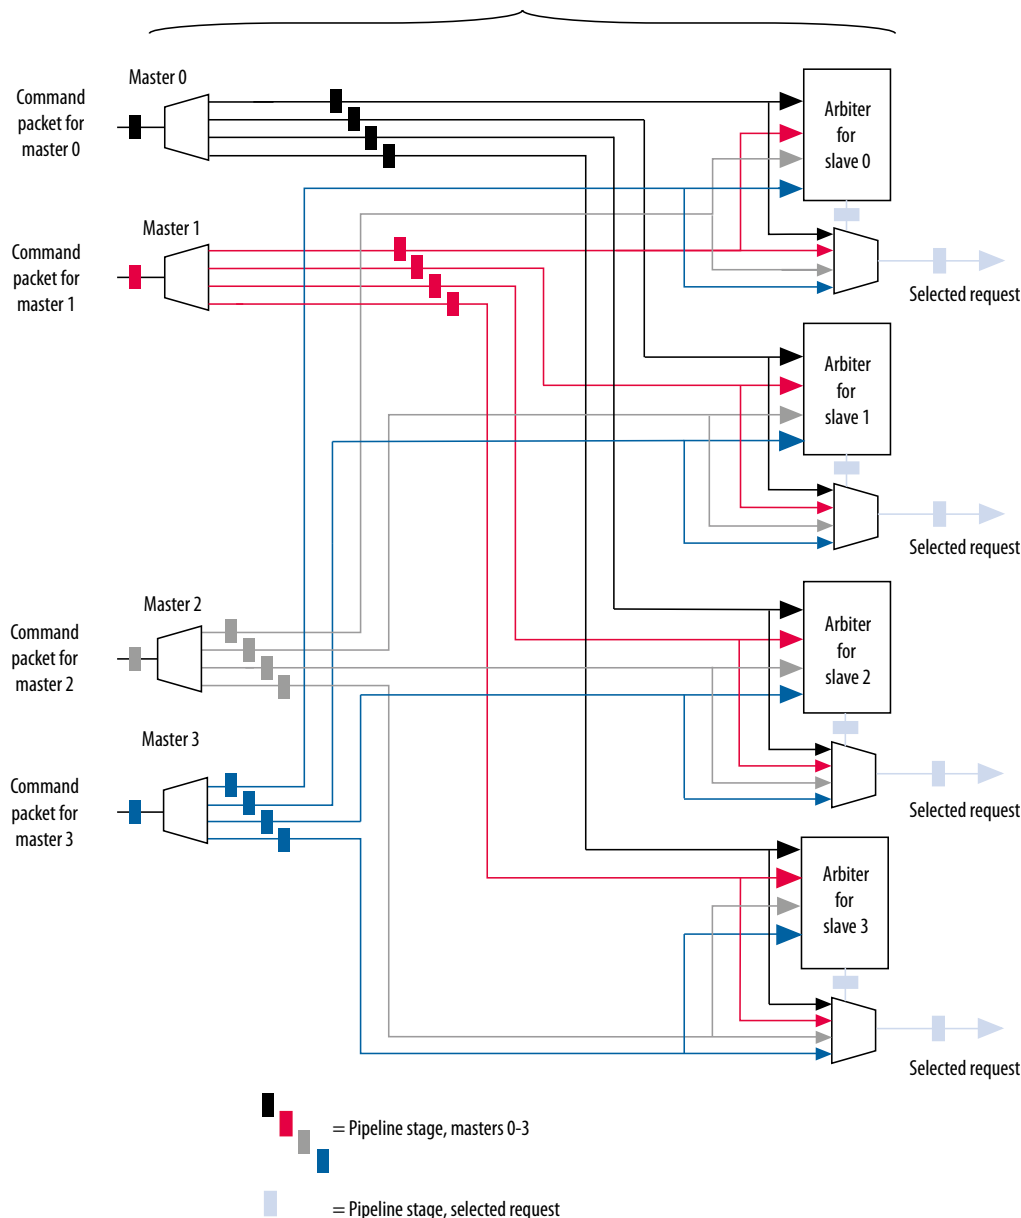 Master 0
Command
packet for
master 0
Arbiter
for
slave 0
Master 1
Command
packet for
master 1
Selected request
Arbiter
for
slave 1
Selected request
Master 2
Command
packet for
master 2
Arbiter
for
slave 2
Master 3
Command
packet for
master 3
Selected request
Arbiter
for
slave 3
Selected request
= Pipeline stage, masters 0-3
= Pipeline stage, selected request